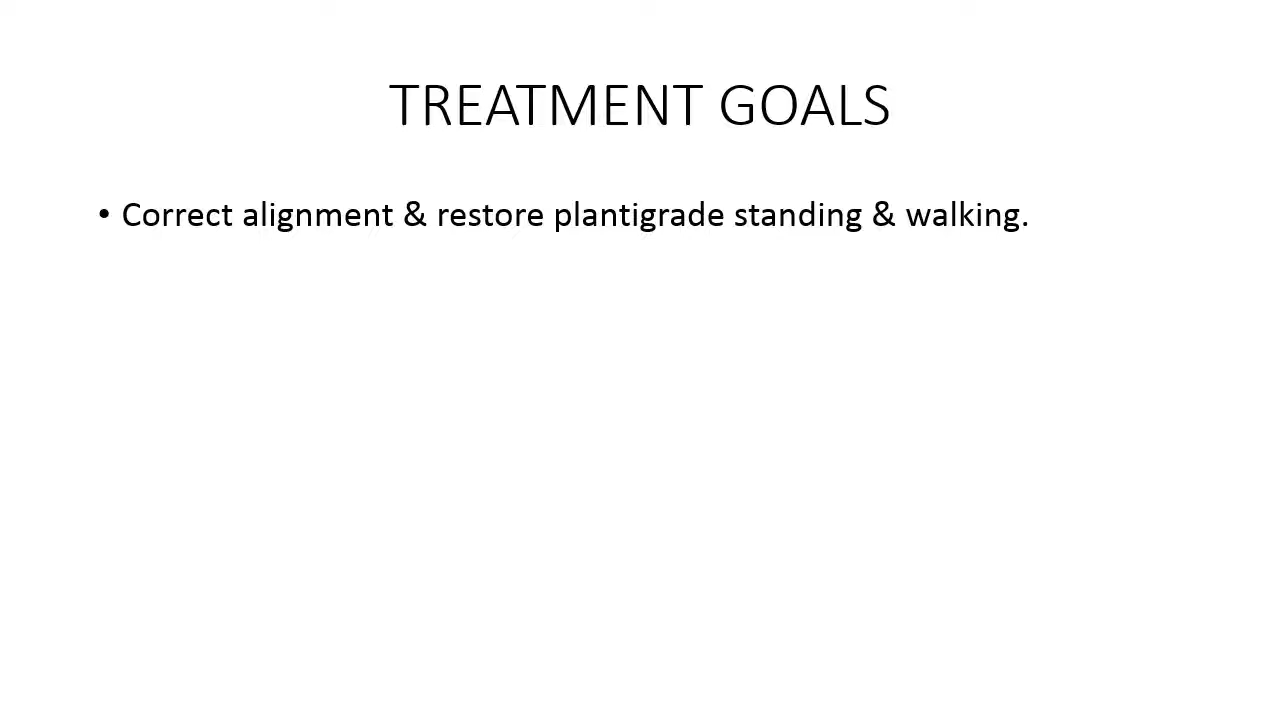 TREATMENT GOALS
• Correct alignment & restore plantigrade standing & walking.